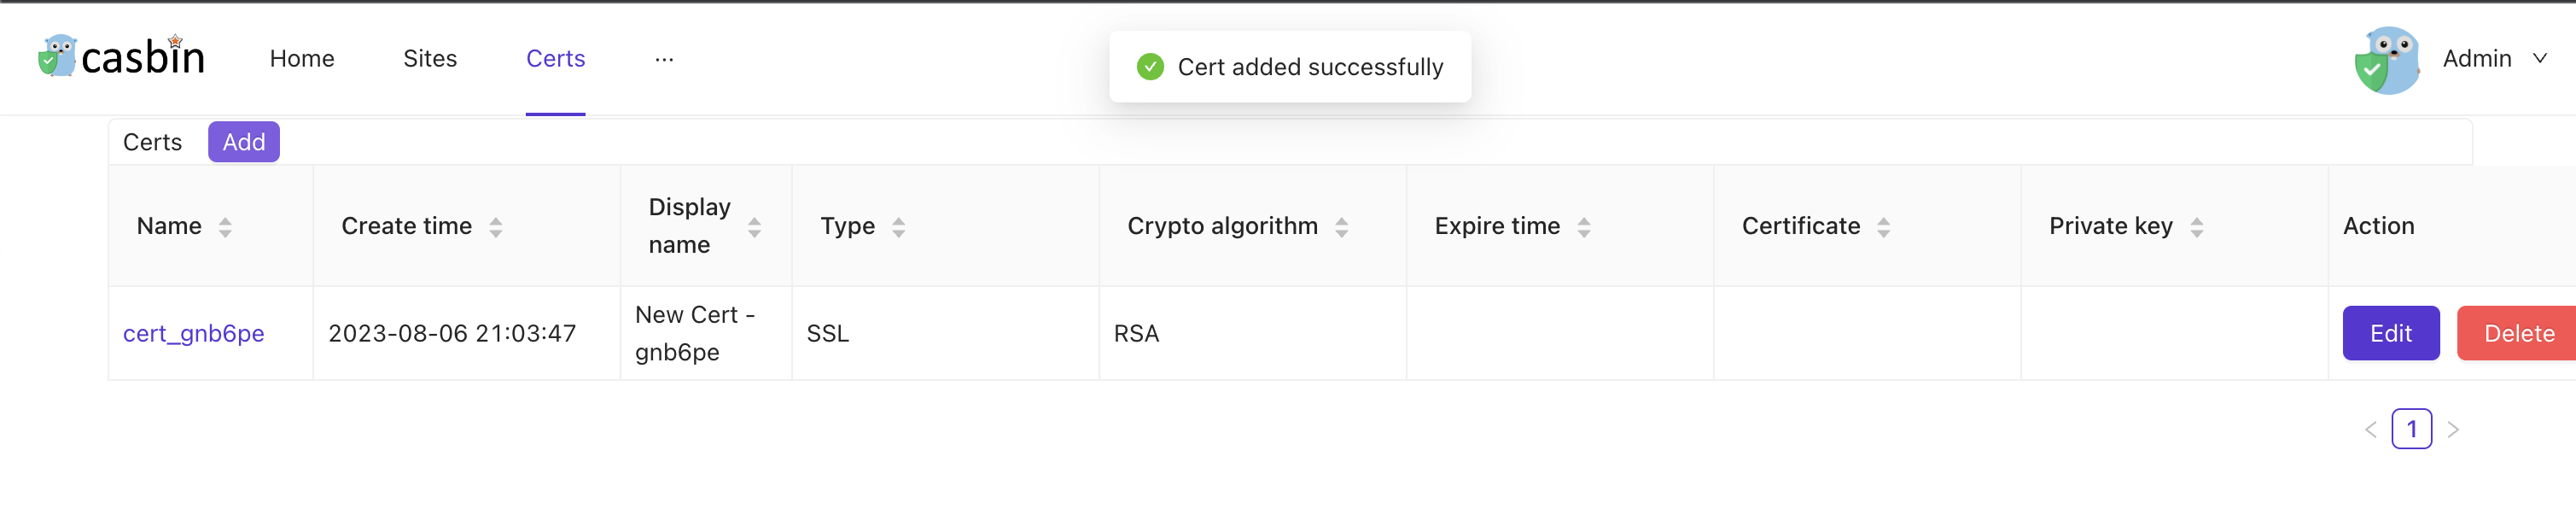 casbin
Home
Sites
Certs
···
Cert added successfully
Admin
Certs
Add
Name
Create time
Display
name
Type
Crypto algorithm
Expire time
Certificate
Private key
Action
cert_gnb6pe
2023-08-06 21:03:47
New Cert -
gnb6pe
SSL
RSA
Edit
Delete
1